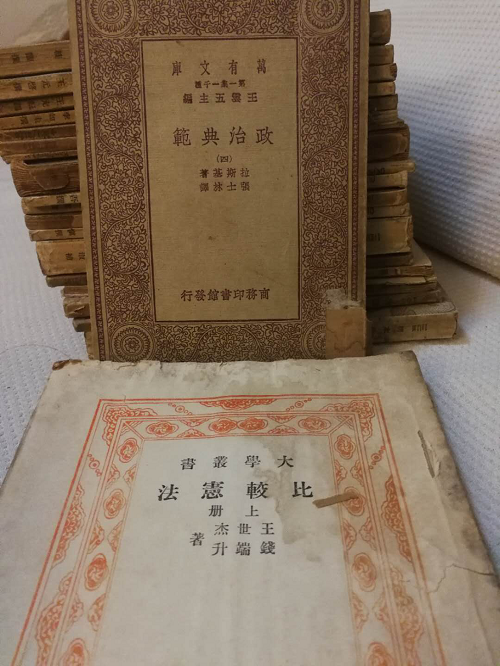 萬有文庫
第一集一千種
王雲五主編
政治典範
(四)
拉斯基著
張士林譯
商務印書館發行
大學叢書
比較憲法
上册
王世杰
錢端升
著